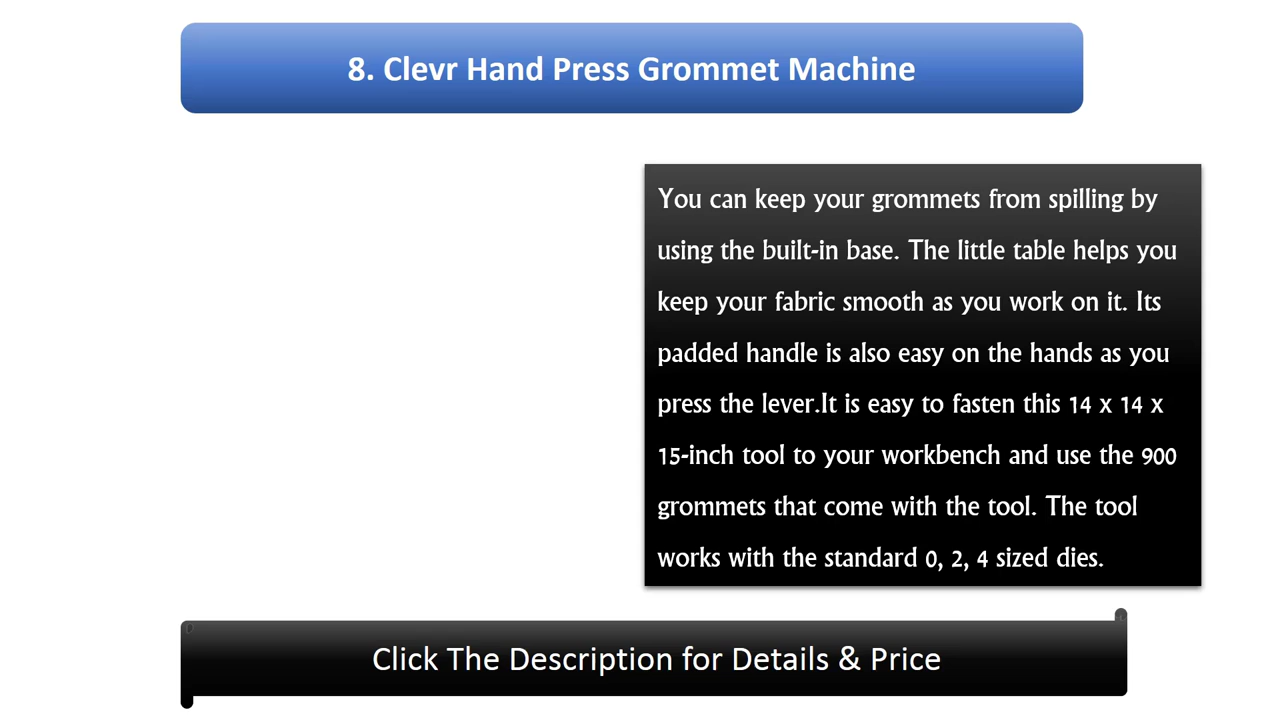 8. Clevr Hand Press Grommet Machine
You can keep your grommets from spilling by
using the built-in base. The little table helps you
keep your fabric smooth as you work on it. Its
padded handle is also easy on the hands as you
press the lever.It is easy to fasten this 14 x 14 x
15-inch tool to your workbench and use the 900
grommets that come with the tool. The tool
works with the standard 0, 2, 4 sized dies.
Click The Description for Details & Price